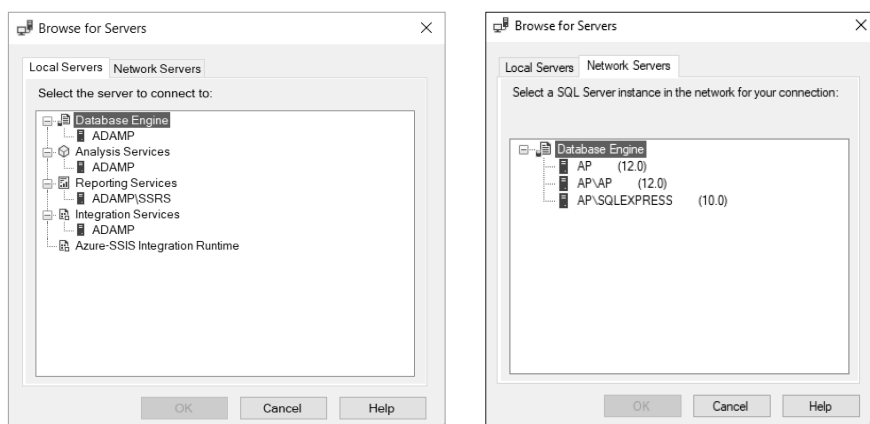 Browse for Servers
Local Servers Network Servers
Select the server to connect to:
Database Engine
ADAMP
Analysis Services
ADAMP
Reporting Services
ADAMP\SSRS
Integration Services
ADAMP
Azure-SSIS Integration Runtime
OK Cancel Help
Browse for Servers
Local Servers Network Servers
Select a SQL Server instance in the network for your connection:
Database Engine
AP (12.0)
AP\AP (12.0)
AP\SQLEXPRESS (10.0)
OK Cancel Help